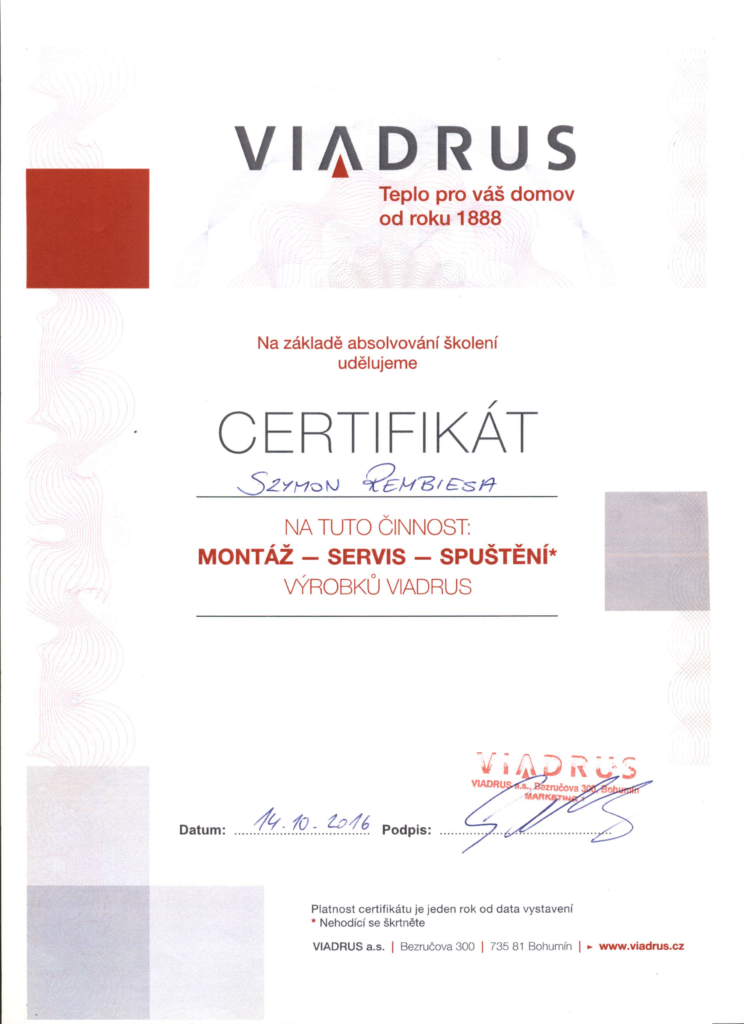 VIADRUS
Teplo pro váš domov
od roku 1888
Na základě absolvování školení
udělujeme
CERTIFIKÁT
SZYMON REMBIESA
NA TUTO ČINNOST:
MONTÁŽ – SERVIS – SPUŠTĚNÍ*
VÝROBKŮ VIADRUS
VIADRUS
VIADRUS a.s., Bezručova 300, Bohumín
MARKETING
Datum: 14.10.2016 Podpis:
Platnost certifikátu je jeden rok od data vystavení
* Nehodící se škrtněte
VIADRUS a.s. | Bezručova 300 | 735 81 Bohumín | ► www.viadrus.cz